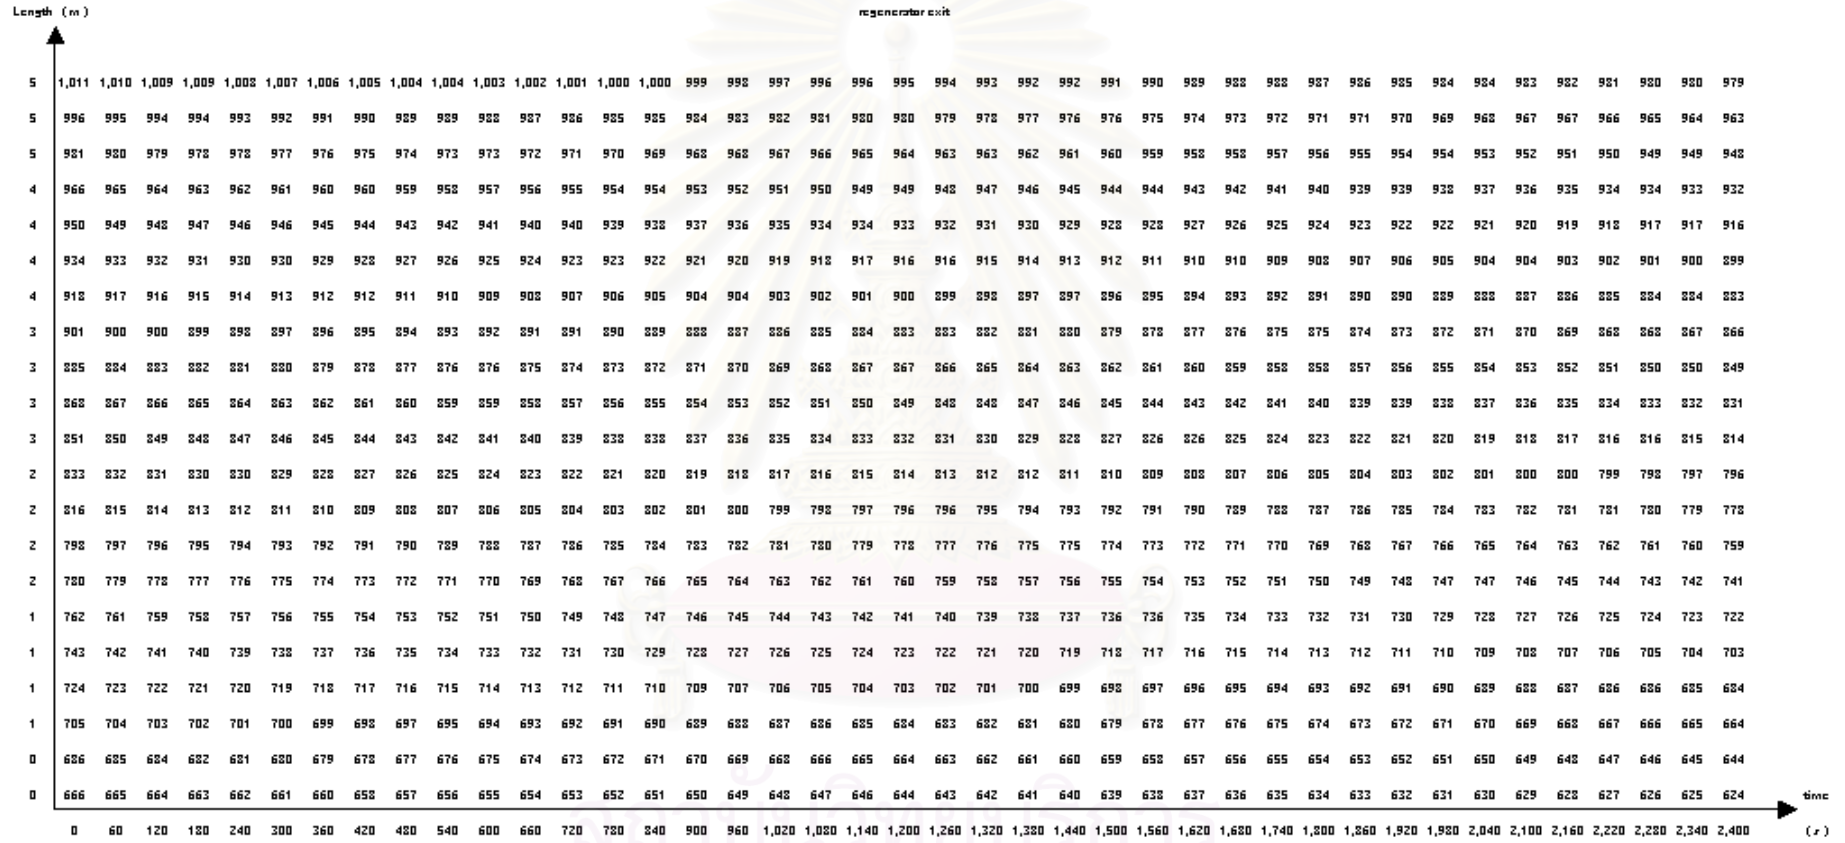 Length (m)
regenerator exit
5 1,011 1,010 1,009 1,009 1,008 1,007 1,006 1,005 1,004 1,004 1,003 1,002 1,001 1,000 1,000 999 998 997 996 996 995 994 993 992 992 991 990 989 988 988 987 986 985 984 984 983 982 981 980 980 979
5 996 995 994 994 993 992 991 990 989 989 988 987 986 985 985 984 983 982 981 980 980 979 978 977 976 976 975 974 973 972 971 971 970 969 968 967 967 966 965 964 963
5 981 980 979 978 978 977 976 975 974 973 973 972 971 970 969 968 968 967 966 965 964 963 963 962 961 960 959 958 958 957 956 955 954 954 953 952 951 950 949 949 948
4 966 965 964 963 962 961 960 960 959 958 957 956 955 954 954 953 952 951 950 949 949 948 947 946 945 944 944 943 942 941 940 939 939 938 937 936 935 934 934 933 932
4 950 949 948 947 946 946 945 944 943 942 941 940 940 939 938 937 936 935 934 934 933 932 931 930 929 928 928 927 926 925 924 923 922 922 921 920 919 918 917 917 916
4 934 933 932 931 930 930 929 928 927 926 925 924 923 923 922 921 920 919 918 917 916 916 915 914 913 912 911 910 910 909 908 907 906 905 904 904 903 902 901 900 899
4 918 917 916 915 914 913 912 912 911 910 909 908 907 906 905 904 904 903 902 901 900 899 898 897 897 896 895 894 893 892 891 890 890 889 888 887 886 885 884 884 883
3 901 900 900 899 898 897 896 895 894 893 892 891 891 890 889 888 887 886 885 884 883 883 882 881 880 879 878 877 876 875 875 874 873 872 871 870 869 868 868 867 866
3 885 884 883 882 881 880 879 878 877 876 876 875 874 873 872 871 870 869 868 867 867 866 865 864 863 862 861 860 859 858 858 857 856 855 854 853 852 851 850 850 849
3 868 867 866 865 864 863 862 861 860 859 859 858 857 856 855 854 853 852 851 850 849 848 848 847 846 845 844 843 842 841 840 839 839 838 837 836 835 834 833 832 831
3 851 850 849 848 847 846 845 844 843 842 841 840 839 838 838 837 836 835 834 833 832 831 830 829 828 827 826 826 825 824 823 822 821 820 819 818 817 816 816 815 814
2 833 832 831 830 830 829 828 827 826 825 824 823 822 821 820 819 818 817 816 815 814 813 812 812 811 810 809 808 807 806 805 804 803 802 801 800 800 799 798 797 796
2 816 815 814 813 812 811 810 809 808 807 806 805 804 803 802 801 800 799 798 797 796 796 795 794 793 792 791 790 789 788 787 786 785 784 783 782 781 781 780 779 778
2 798 797 796 795 794 793 792 791 790 789 788 787 786 785 784 783 782 781 780 779 778 777 776 775 775 774 773 772 771 770 769 768 767 766 765 764 763 762 761 760 759
2 780 779 778 777 776 775 774 773 772 771 770 769 768 767 766 765 764 763 762 761 760 759 758 757 756 755 754 753 752 751 750 749 748 747 747 746 745 744 743 742 741
1 762 761 759 758 757 756 755 754 753 752 751 750 749 748 747 746 745 744 743 742 741 740 739 738 737 736 736 735 734 733 732 731 730 729 728 727 726 725 724 723 722
1 743 742 741 740 739 738 737 736 735 734 733 732 731 730 729 728 727 726 725 724 723 722 721 720 719 718 717 716 715 714 713 712 711 710 709 708 707 706 705 704 703
1 724 723 722 721 720 719 718 717 716 715 714 713 712 711 710 709 707 706 705 704 703 702 701 700 699 698 697 696 695 694 693 692 691 690 689 688 687 686 686 685 684
1 705 704 703 702 701 700 699 698 697 695 694 693 692 691 690 689 688 687 686 685 684 683 682 681 680 679 678 677 676 675 674 673 672 671 670 669 668 667 666 665 664
0 686 685 684 682 681 680 679 678 677 676 675 674 673 672 671 670 669 668 666 665 664 663 662 661 660 659 658 657 656 655 654 653 652 651 650 649 648 647 646 645 644
0 666 665 664 663 662 661 660 658 657 656 655 654 653 652 651 650 649 648 647 646 644 643 642 641 640 639 638 637 636 635 634 633 632 631 630 629 628 627 626 625 624
time
0 60 120 180 240 300 360 420 480 540 600 660 720 780 840 900 960 1,020 1,080 1,140 1,200 1,260 1,320 1,380 1,440 1,500 1,560 1,620 1,680 1,740 1,800 1,860 1,920 1,980 2,040 2,100 2,160 2,220 2,280 2,340 2,400 (s)
สถาบันวิทยบริการ